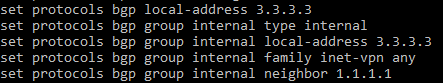 set protocols bgp local-address 3.3.3.3
set protocols bgp group internal type internal
set protocols bgp group internal local-address 3.3.3.3
set protocols bgp group internal family inet-vpn any
set protocols bgp group internal neighbor 1.1.1.1